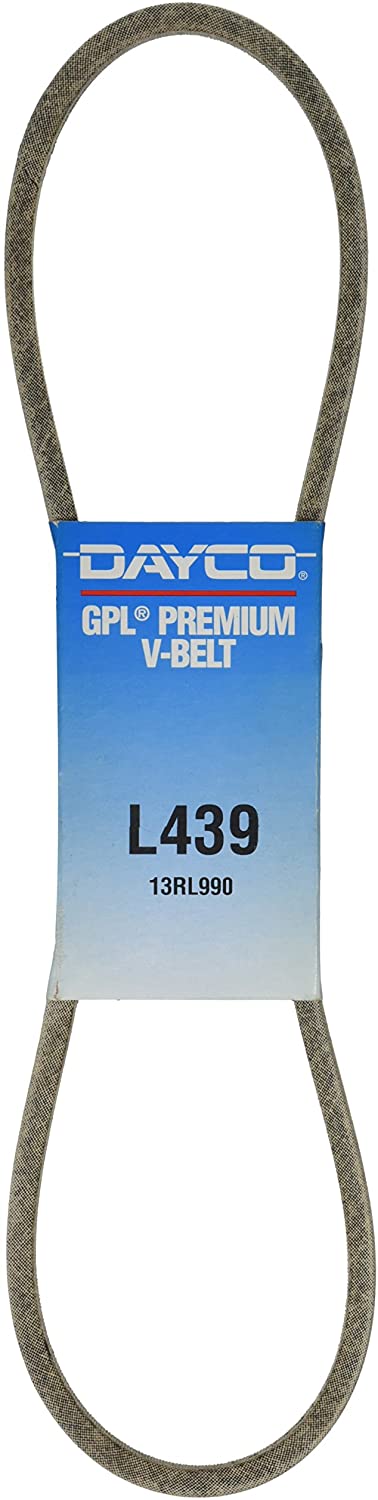 DAYCO®
GPL® PREMIUM
V-BELT
L439
13RL990